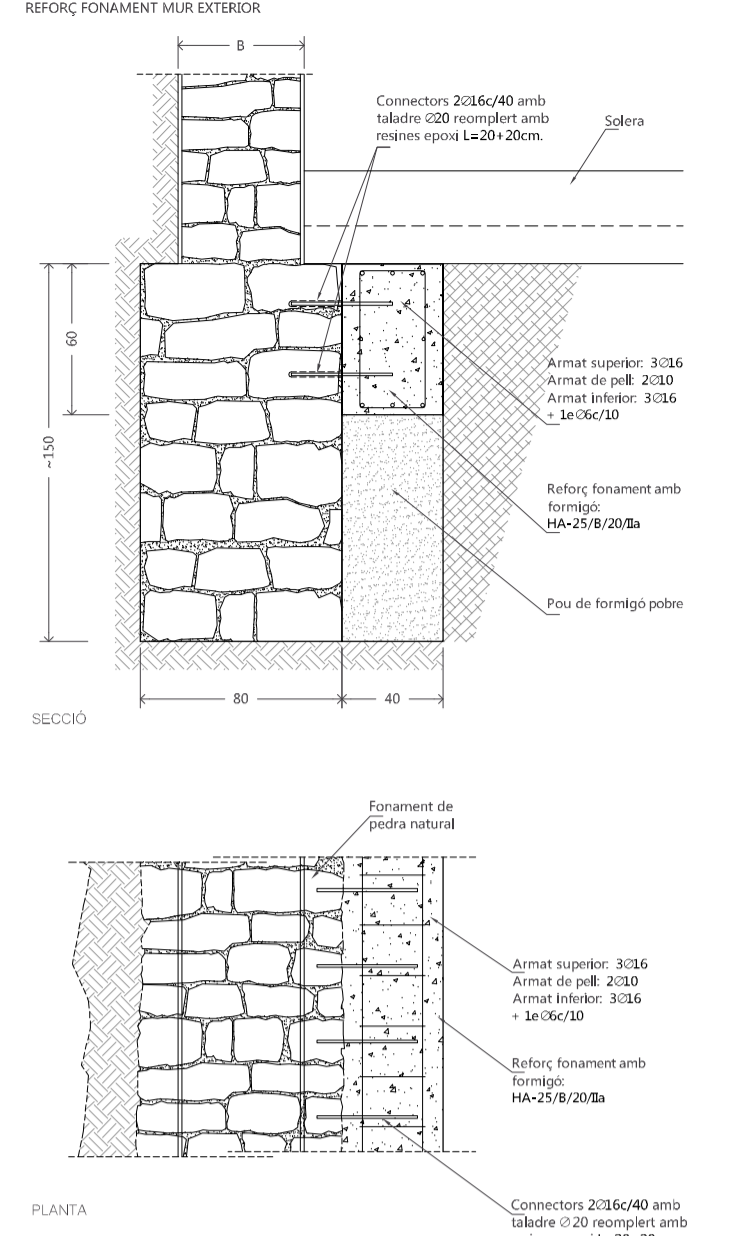 REFORÇ FONAMENT MUR EXTERIOR
B
Connectors 2∅16c/40 amb
taladre ∅20 reomplert amb
resines epoxi L=20+20cm.
Solera
60
~150
Armat superior: 3∅16
Armat de pell: 2∅10
Armat inferior: 3∅16
+ 1e∅6c/10
Reforç fonament amb
formigó:
HA-25/B/20/IIa
Pou de formigó pobre
80
40
SECCIÓ
Fonament de
pedra natural
Armat superior: 3∅16
Armat de pell: 2∅10
Armat inferior: 3∅16
+ 1e∅6c/10
Reforç fonament amb
formigó:
HA-25/B/20/IIa
PLANTA
Connectors 2∅16c/40 amb
taladre ∅20 reomplert amb